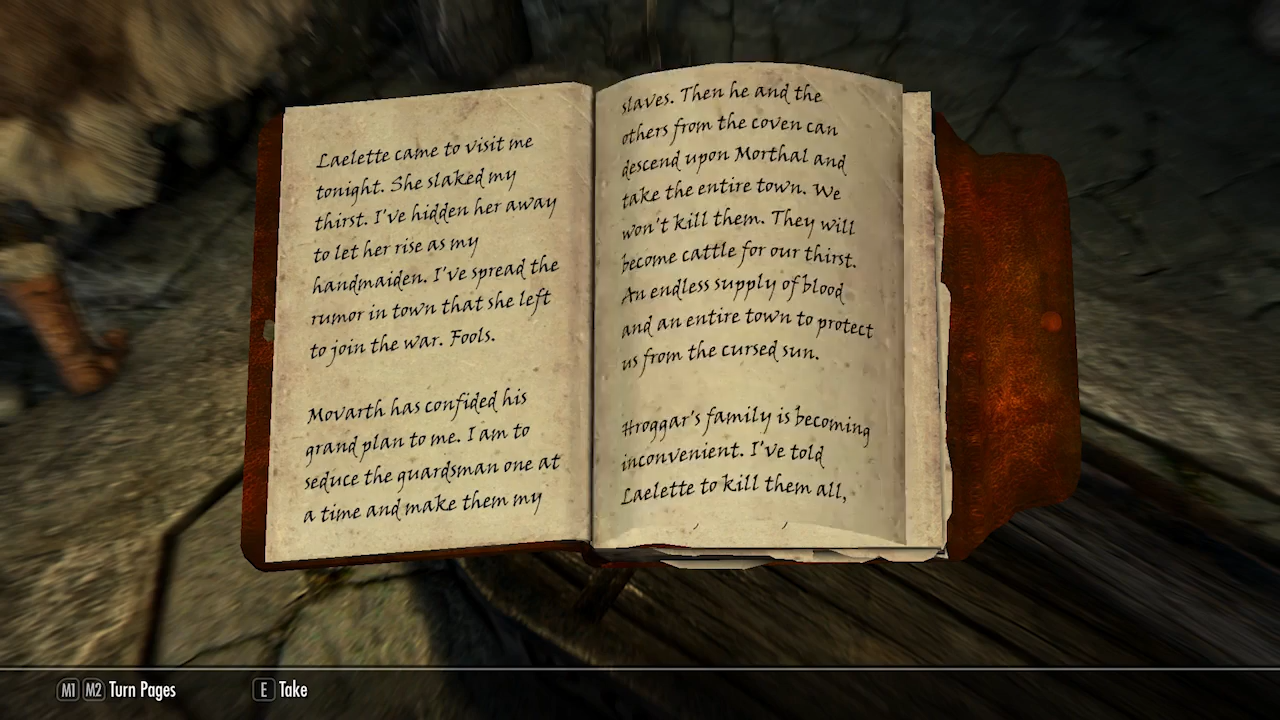 Laelette came to visit me
tonight. She slaked my
thirst. I've hidden her away
to let her rise as my
handmaiden. I've spread the
rumor in town that she left
to join the war. Fools.
Movarth has confided his
grand plan to me. I am to
seduce the guardsman one at
a time and make them my
slaves. Then he and the
others from the coven can
descend upon Morthal and
take the entire town. We
won't kill them. They will
become cattle for our thirst.
An endless supply of blood
and an entire town to protect
us from the cursed sun.
Hroggar's family is becoming
inconvenient. I've told
Laelette to kill them all,
M1 M2 Turn Pages
E Take